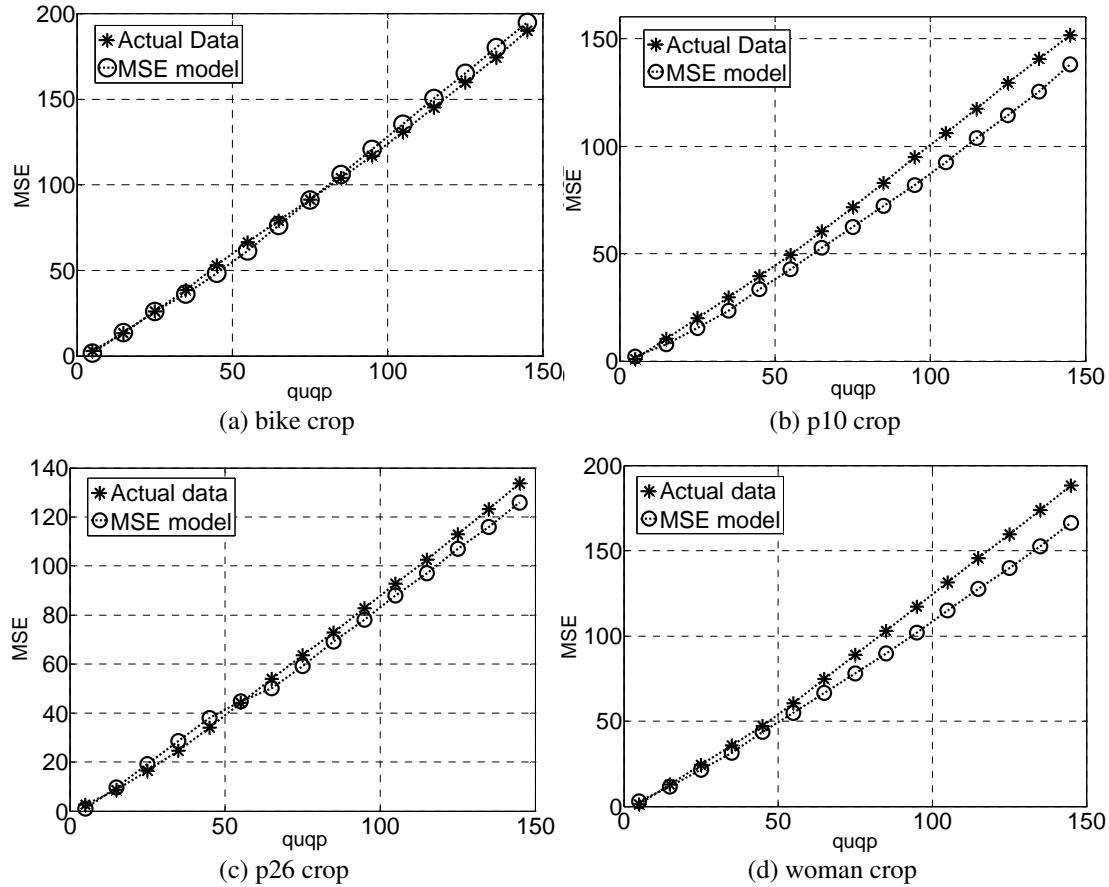 200
150
100
50
0
MSE
Actual Data
MSE model
0
50
100
150
quqp
(a) bike crop
150
100
50
0
MSE
Actual Data
MSE model
0
50
100
150
quqp
(b) p10 crop
140
120
100
80
60
40
20
0
MSE
Actual data
MSE model
0
50
100
150
quqp
(c) p26 crop
200
150
100
50
0
MSE
Actual data
MSE model
0
50
100
150
quqp
(d) woman crop